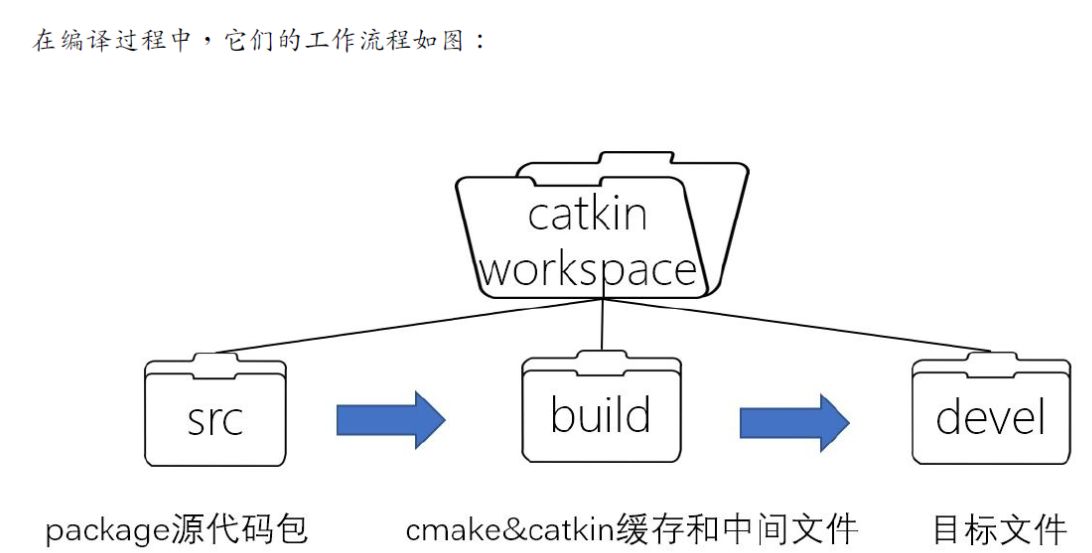 在编译过程中，它们的工作流程如图：
catkin
workspace
src
build
devel
package源代码包
cmake&catkin缓存和中间文件
目标文件